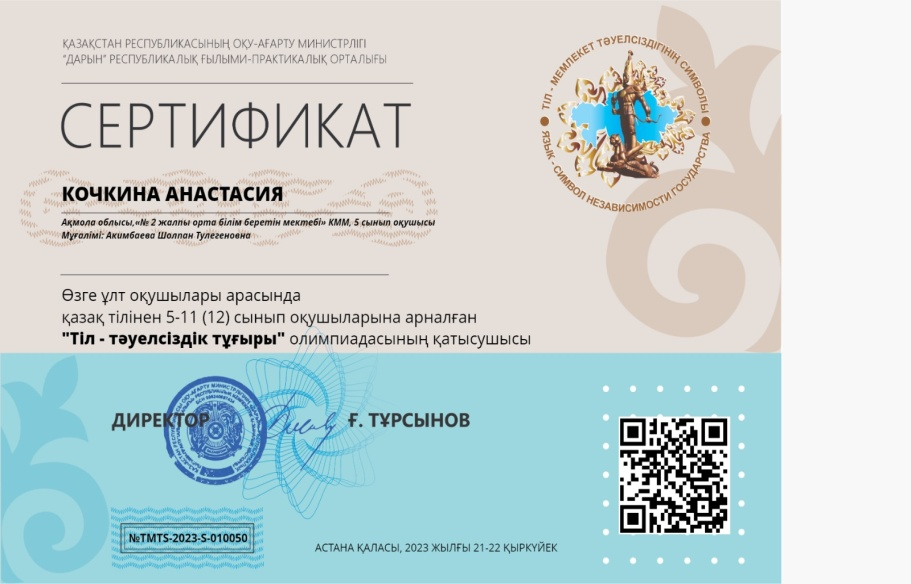 ҚАЗАҚСТАН РЕСПУБЛИКАСЫНЫҢ ОҚУ-АҒАРТУ МИНИСТРЛІГІ
“ДАРЫН” РЕСПУБЛИКАЛЫҚ ҒЫЛЫМИ-ПРАКТИКАЛЫҚ ОРТАЛЫҒЫ
ТІЛ - МЕМЛЕКЕТ ТӘУЕЛСІЗДІГІНІҢ СИМВОЛЫ
ЯЗЫК - СИМВОЛ НЕЗАВИСИМОСТИ ГОСУДАРСТВА
СЕРТИФИКАТ
КОЧКИНА АНАСТАСИЯ
Ақмола облысы,«№ 2 жалпы орта білім беретін мектебі» КММ, 5 сынып оқушысы
Мұғалімі: Акимбаева Шолпан Тулегеновна
Өзге ұлт оқушылары арасында
қазақ тілінен 5-11 (12) сынып оқушыларына арналған
"Тіл - тәуелсіздік тұғыры" олимпиадасының қатысушысы
ДИРЕКТОР Ғ. ТҰРСЫНОВ
№TMTS-2023-S-010050
АСТАНА ҚАЛАСЫ, 2023 ЖЫЛҒЫ 21-22 ҚЫРКҮЙЕК